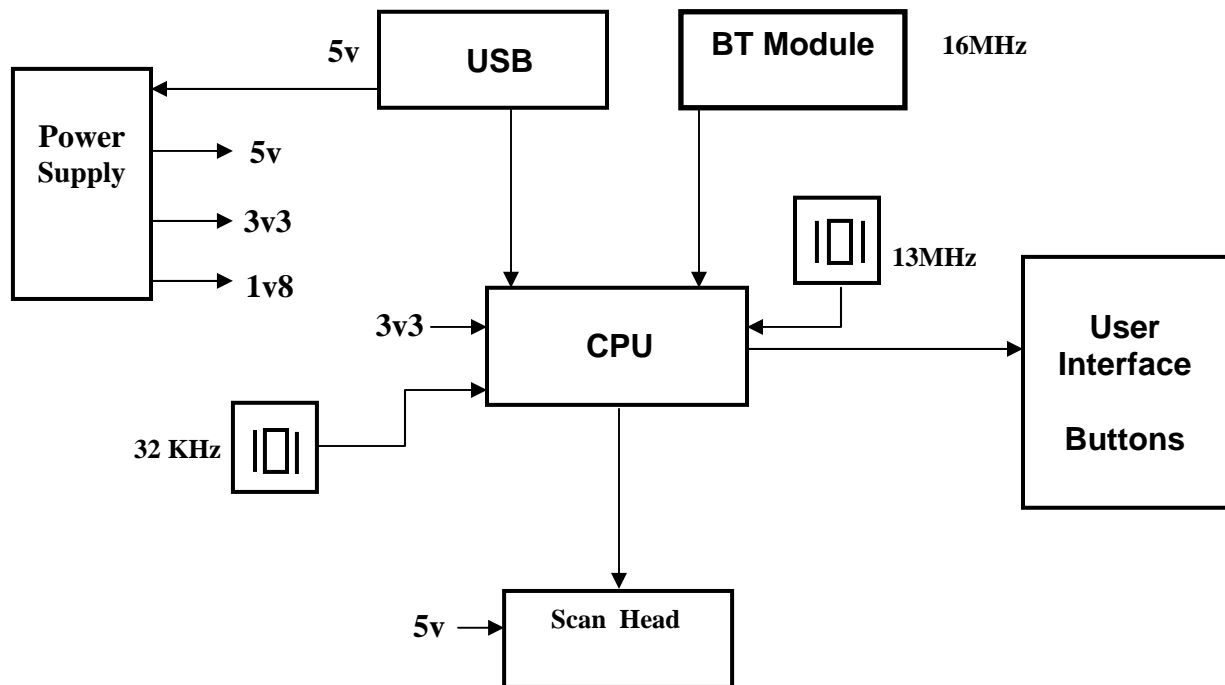 5v
USB
BT Module
16MHz
Power
Supply
5v
3v3
1v8
13MHz
3v3
CPU
User
Interface
Buttons
32 KHz
5v
Scan Head